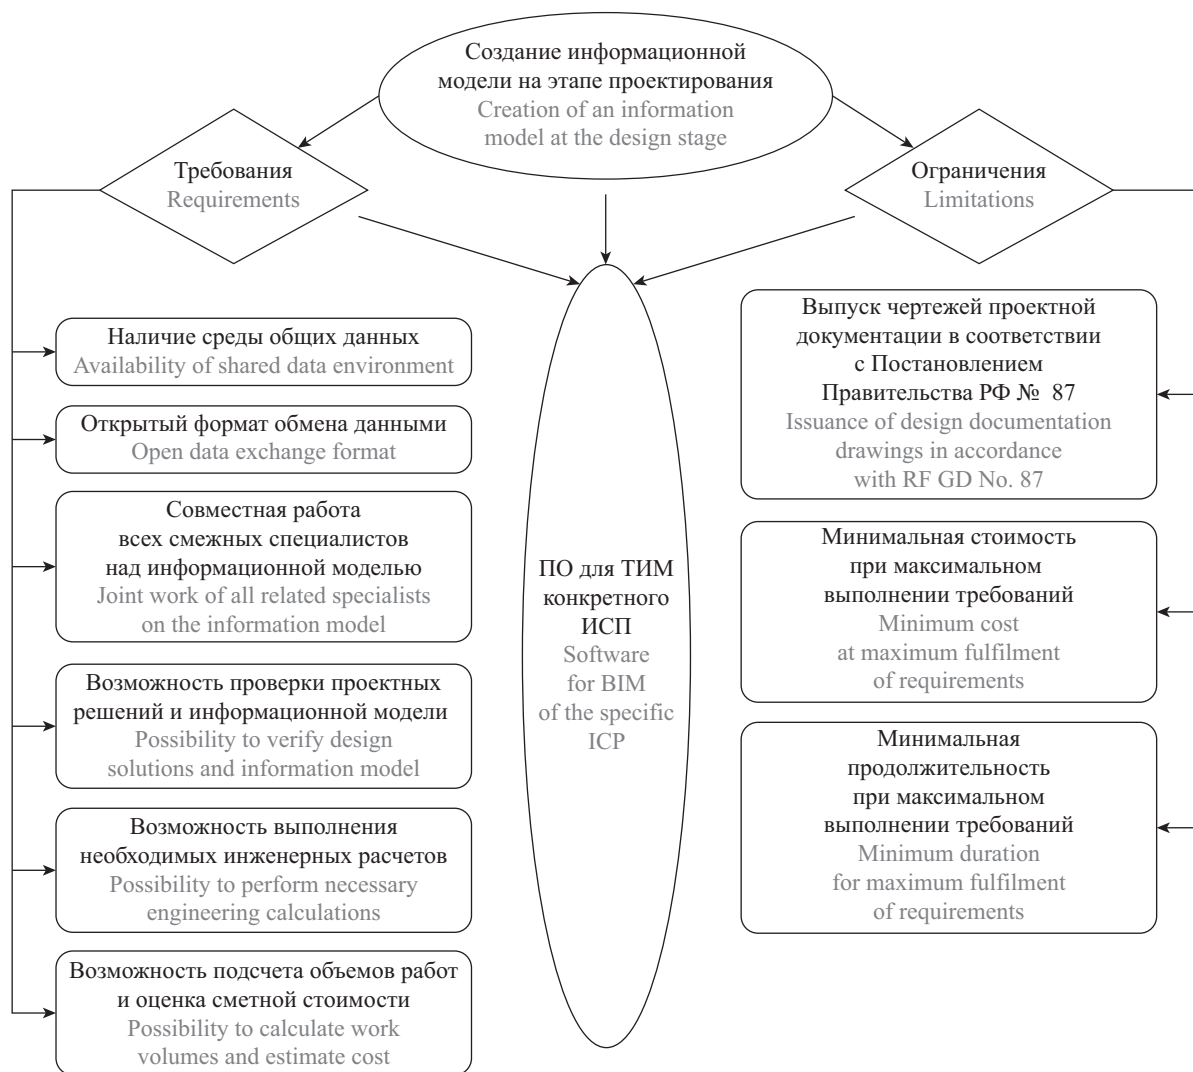 Создание информационной
модели на этапе проектирования
Creation of an information
model at the design stage
Требования
Requirements
Ограничения
Limitations
Наличие среды общих данных
Availability of shared data environment
Открытый формат обмена данными
Open data exchange format
Совместная работа
всех смежных специалистов
над информационной моделью
Joint work of all related specialists
on the information model
Возможность проверки проектных
решений и информационной модели
Possibility to verify design
solutions and information model
Возможность выполнения
необходимых инженерных расчетов
Possibility to perform necessary
engineering calculations
Возможность подсчета объемов работ
и оценка сметной стоимости
Possibility to calculate work
volumes and estimate cost
ПО для ТИМ
конкретного
ИСП
Software
for BIM
of the specific
ICP
Выпуск чертежей проектной
документации в соответствии
с Постановлением
Правительства РФ № 87
Issuance of design documentation
drawings in accordance
with RF GD No. 87
Минимальная стоимость
при максимальном
выполнении требований
Minimum cost
at maximum fulfilment
of requirements
Минимальная
продолжительность
при максимальном
выполнении требований
Minimum duration
for maximum fulfilment
of requirements